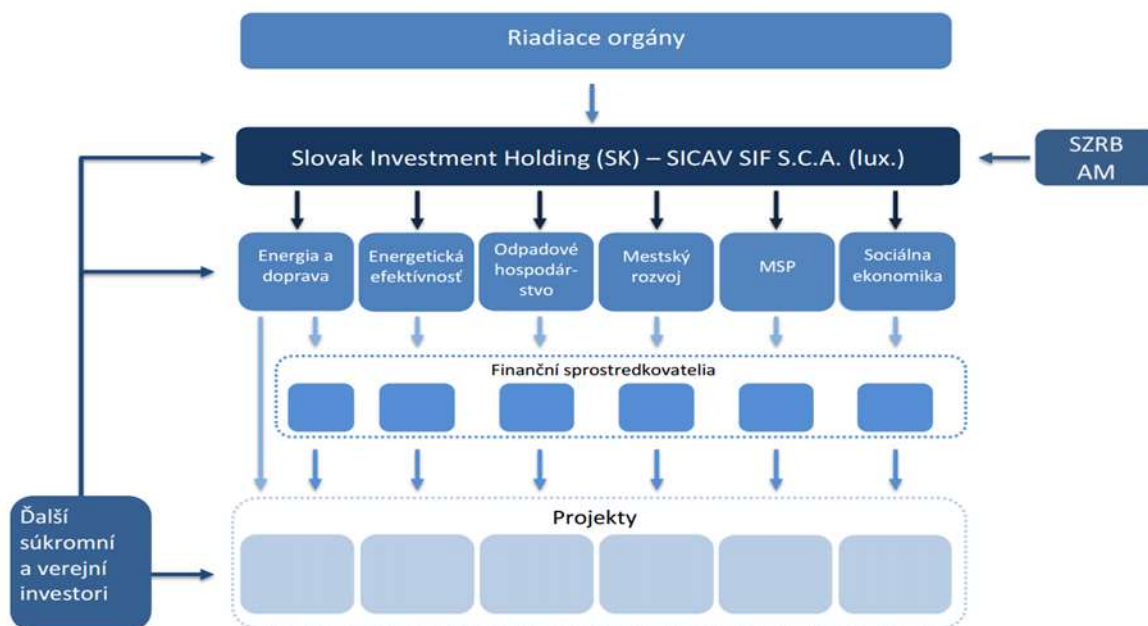 Riadiace orgány
Slovak Investment Holding (SK) – SICAV SIF S.C.A. (lux.)
SZRB
AM
Energia a
doprava
Energetická
efektívnosť
Odpadové
hospodár-
stvo
Mestský
rozvoj
MSP
Sociálna
ekonomika
Finanční sprostredkovatelia
Projekty
Ďalší
súkromní
a verejní
investori